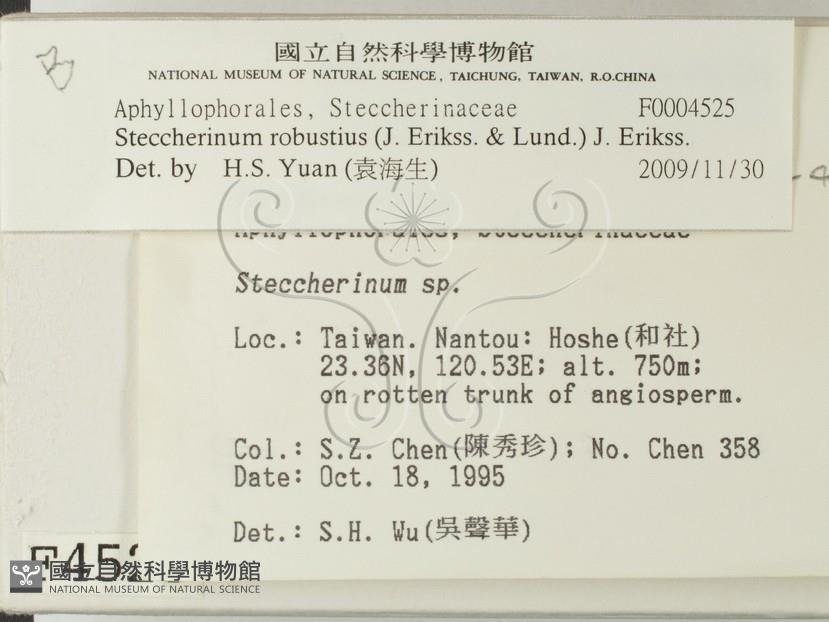 國立自然科學博物館
NATIONAL MUSEUM OF NATURAL SCIENCE, TAICHUNG, TAIWAN, R.O.CHINA
Aphyllophorales, Steccherinaceae F0004525
Steccherinum robustius (J. Erikss. & Lund.) J. Erikss.
Det. by H.S. Yuan (袁海生) 2009/11/30
Aphyllophorales, Steccherinaceae
Steccherinum sp.
Loc.: Taiwan. Nantou: Hoshe(和社)
23.36N, 120.53E; alt. 750m;
on rotten trunk of angiosperm.
Col.: S.Z. Chen(陳秀珍); No. Chen 358
Date: Oct. 18, 1995
Det.: S.H. Wu(吳聲華)
F452
國立自然科學博物館
NATIONAL MUSEUM OF NATURAL SCIENCE